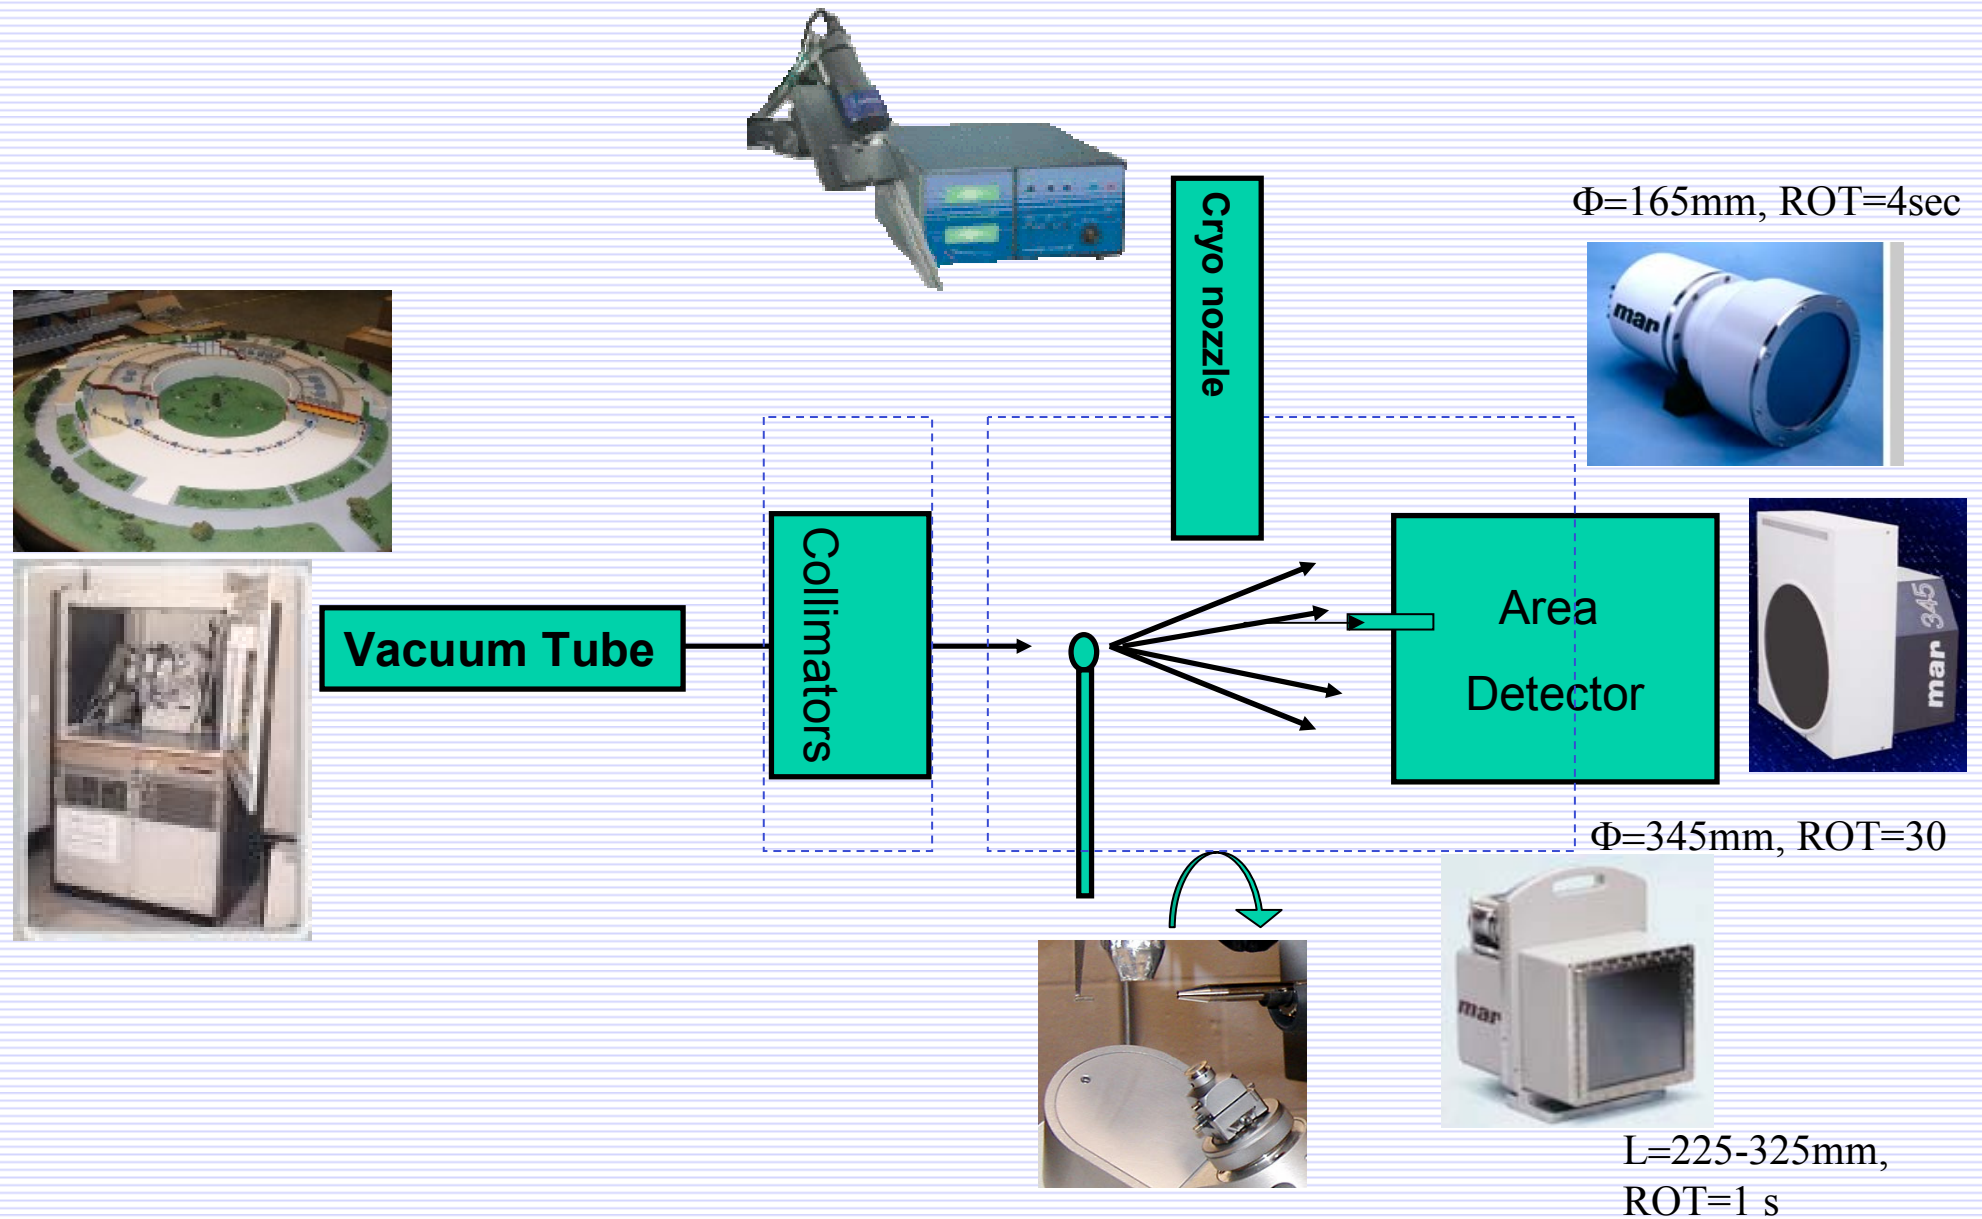 Cryo nozzle
Φ=165mm, ROT=4sec
mar
Vacuum Tube
Collimators
Area
Detector
mar 345
Φ=345mm, ROT=30
mar
L=225-325mm,
ROT=1 s